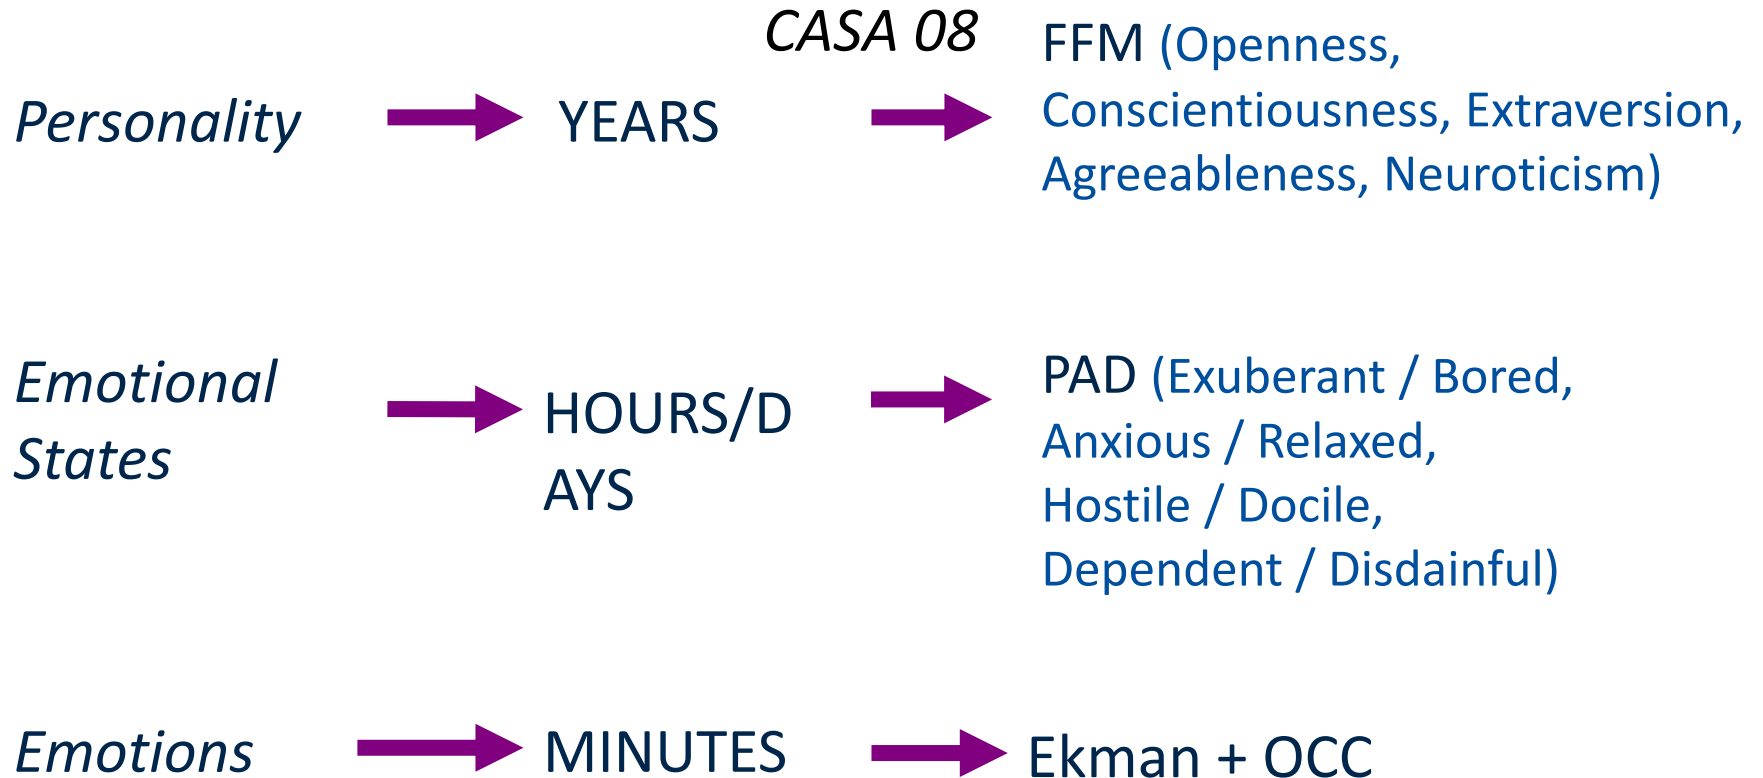 CASA 08
Personality
YEARS
FFM (Openness,
Conscientiousness, Extraversion,
Agreeableness, Neuroticism)
Emotional
States
HOURS/D
AYS
PAD (Exuberant / Bored,
Anxious / Relaxed,
Hostile / Docile,
Dependent / Disdainful)
Emotions
MINUTES
Ekman + OCC